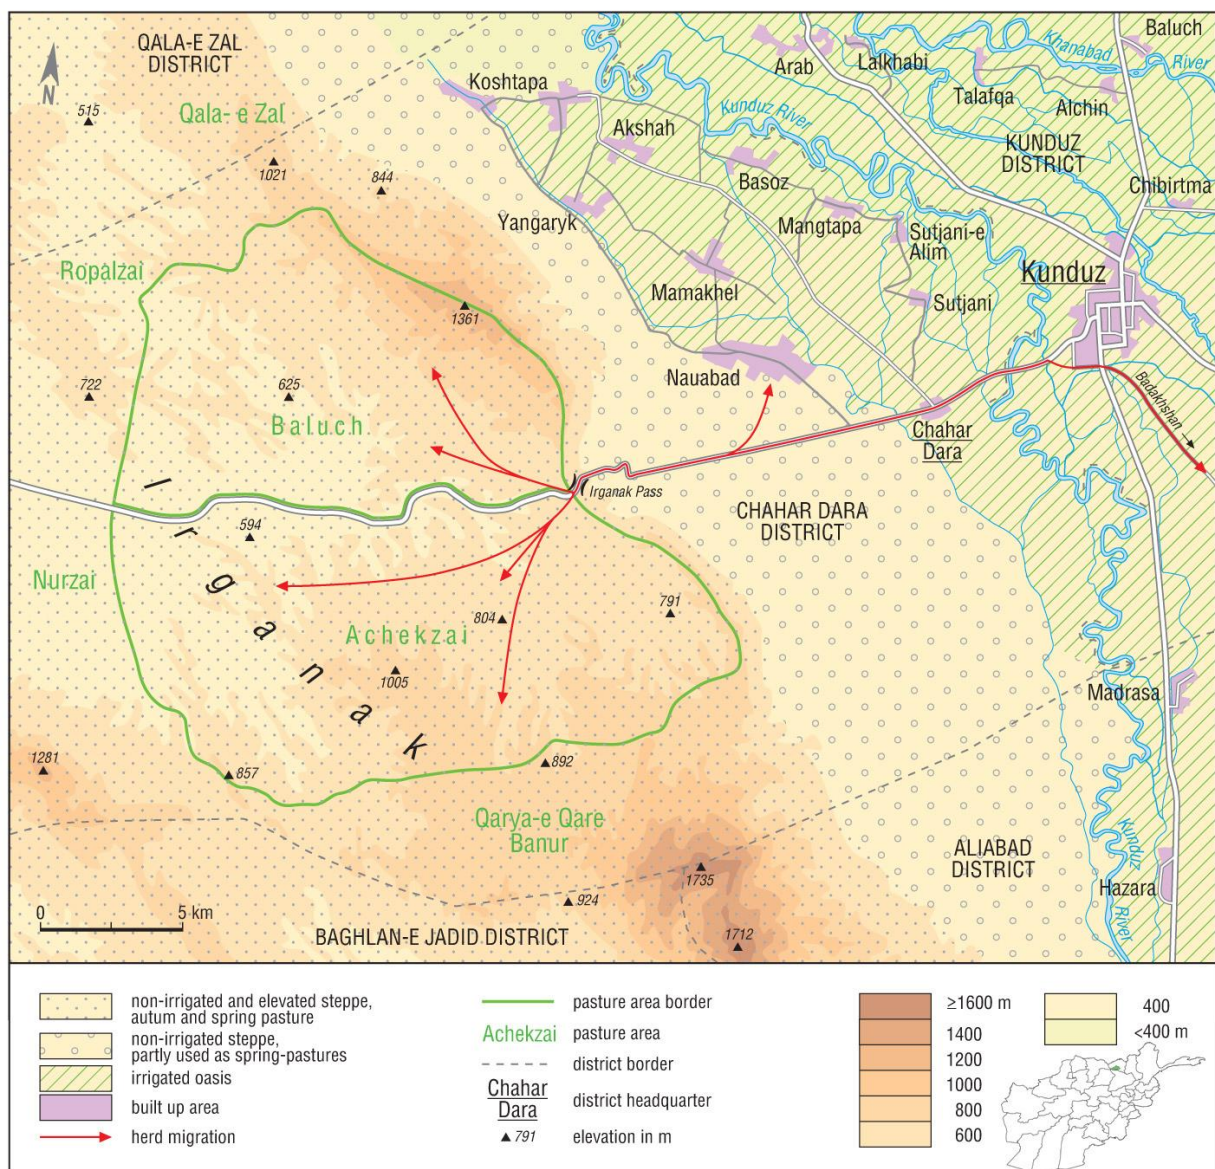 QALA-E ZAL
DISTRICT
Qala- e Zal
N
515
1021
844
Koshtapa
Akshah
Yangaryk
Arab
Lalkhabi
Kunduz River
Basoz
Mangtapa
Sutjani-e
Alim
Sutjani
Mamakhel
Nauabad
Talafqa
Khanabad
River
Baluch
Alchin
KUNDUZ
DISTRICT
Chibirtma
Kunduz
Badakhshan
Ropalzai
1361
722
625
Baluch
Irganak Pass
Chahar
Dara
CHAHAR DARA
DISTRICT
594
Nurzai
Irganak
Achekzai
804
791
1005
1281
857
892
Qarya-e Qare
Banur
1735
924
1712
Madrasa
ALIABAD
DISTRICT
Kunduz
River
Hazara
0 5 km
BAGHLAN-E JADID DISTRICT
non-irrigated and elevated steppe,
autum and spring pasture
non-irrigated steppe,
partly used as spring-pastures
irrigated oasis
built up area
herd migration
pasture area border
Achekzai pasture area
district border
Chahar
Dara
district headquarter
791 elevation in m
≥1600 m
1400
1200
1000
800
600
400
<400 m